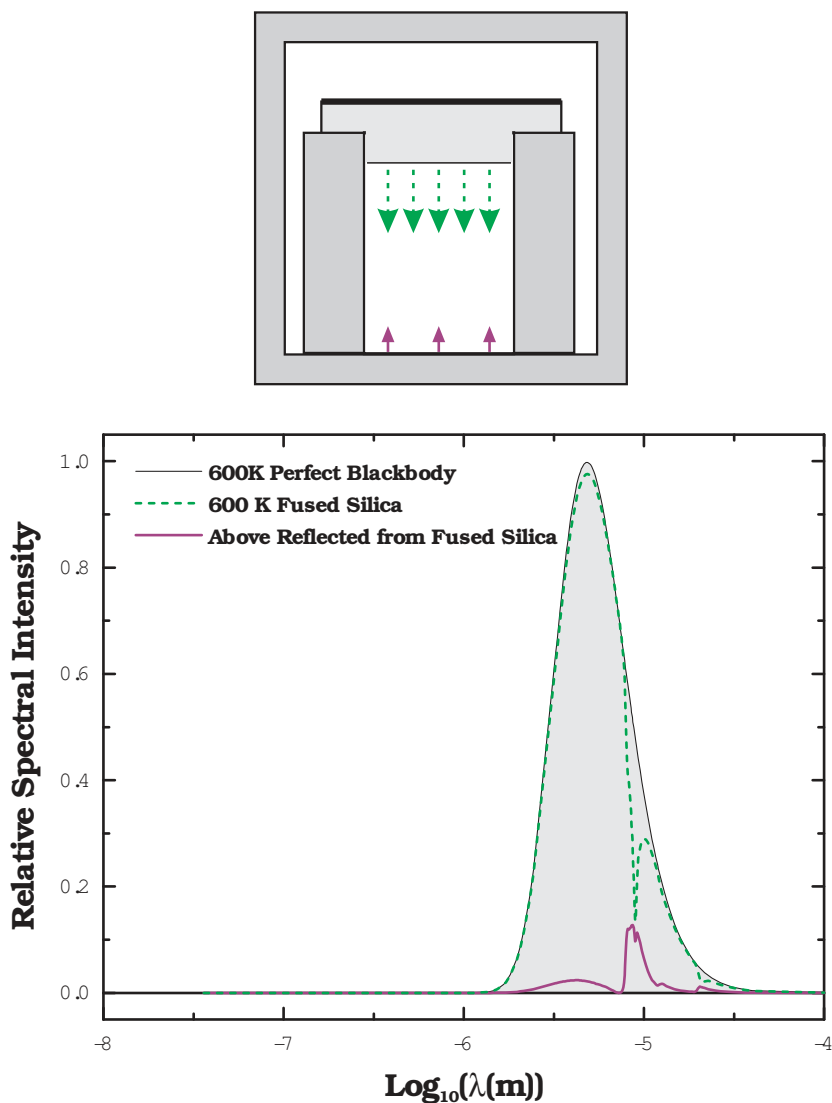 600K Perfect Blackbody
600 K Fused Silica
Above Reflected from Fused Silica
Relative Spectral Intensity
1.0
0.8
0.6
0.4
0.2
0.0
-8
-7
-6
-5
-4
Log10(λ(m))